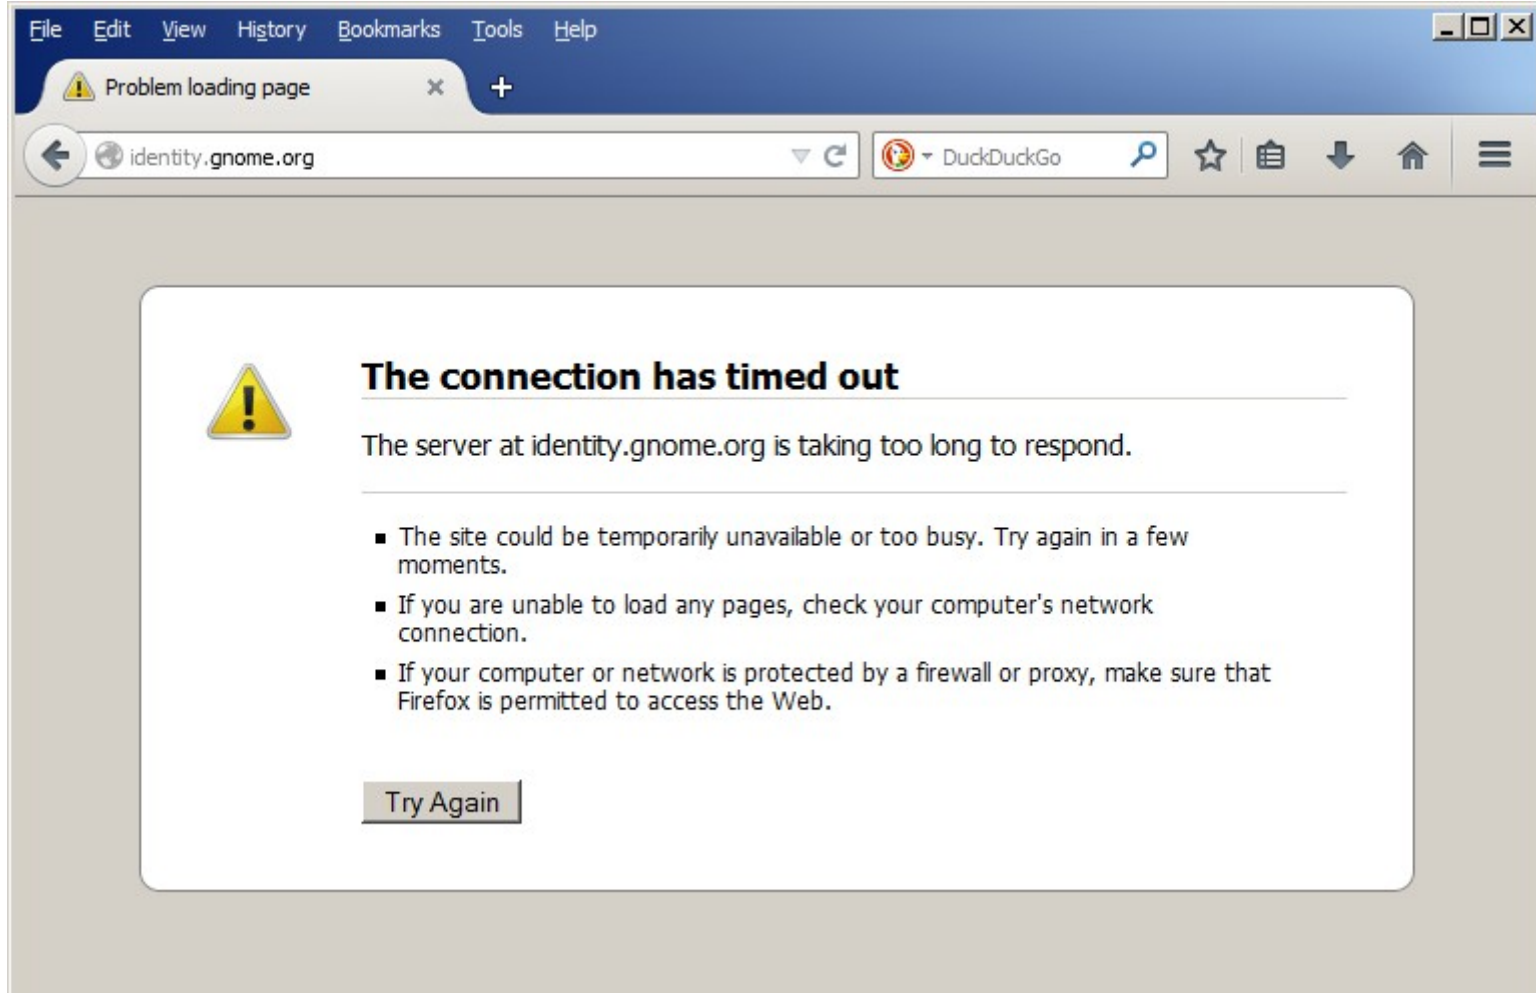 File Edit View History Bookmarks Tools Help
Problem loading page
identity.gnome.org
DuckDuckGo
The connection has timed out
The server at identity.gnome.org is taking too long to respond.
The site could be temporarily unavailable or too busy. Try again in a few
moments.
If you are unable to load any pages, check your computer's network
connection.
If your computer or network is protected by a firewall or proxy, make sure that
Firefox is permitted to access the Web.
Try Again